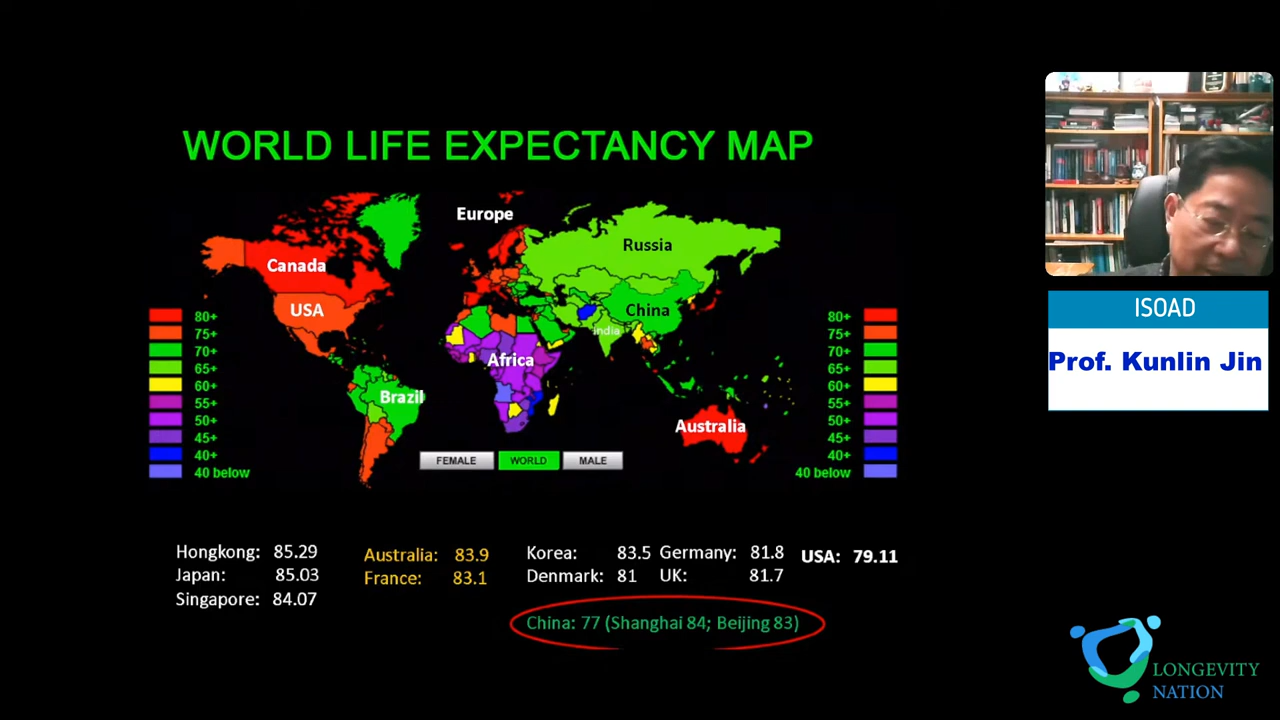 WORLD LIFE EXPECTANCY MAP
Europe
Russia
Canada
USA
China
India
Africa
Brazil
Australia
80+
75+
70+
65+
60+
55+
50+
45+
40+
40 below
80+
75+
70+
65+
60+
55+
50+
45+
40+
40 below
FEMALE WORLD MALE
Hongkong: 85.29
Japan: 85.03
Singapore: 84.07
Australia: 83.9
France: 83.1
Korea: 83.5 Germany: 81.8
Denmark: 81 UK: 81.7
USA: 79.11
China: 77 (Shanghai 84; Beijing 83)
ISOAD
Prof. Kunlin Jin
LONGEVITY
NATION